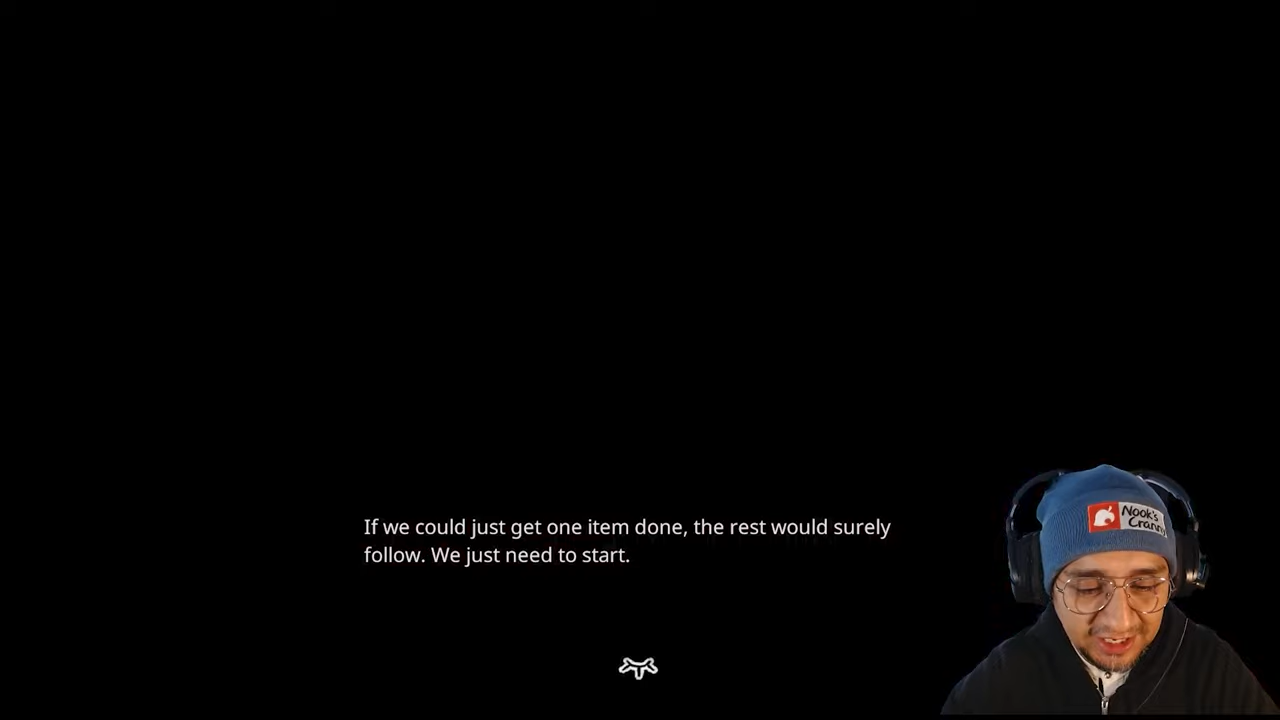 If we could just get one item done, the rest would surely
follow. We just need to start.
Nook's
Cranny